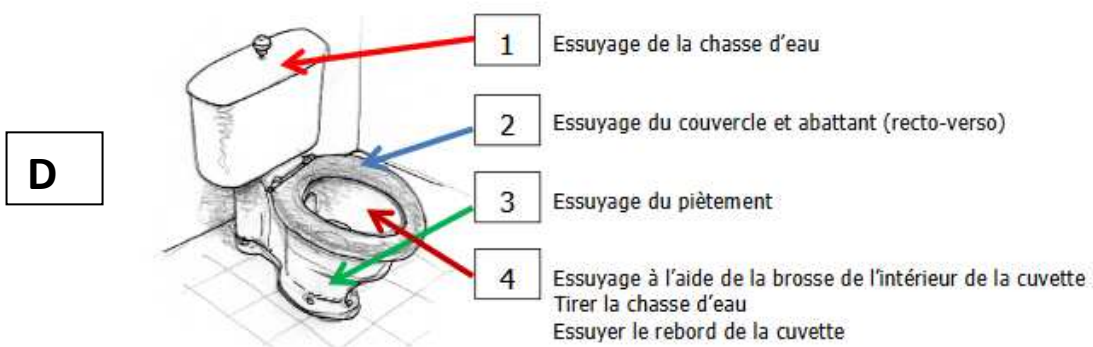 1 Essuyage de la chasse d'eau
2 Essuyage du couvercle et abattant (recto-verso)
D
3 Essuyage du piètement
4 Essuyage à l'aide de la brosse de l'intérieur de la cuvette
Tirer la chasse d'eau
Essuyer le rebord de la cuvette